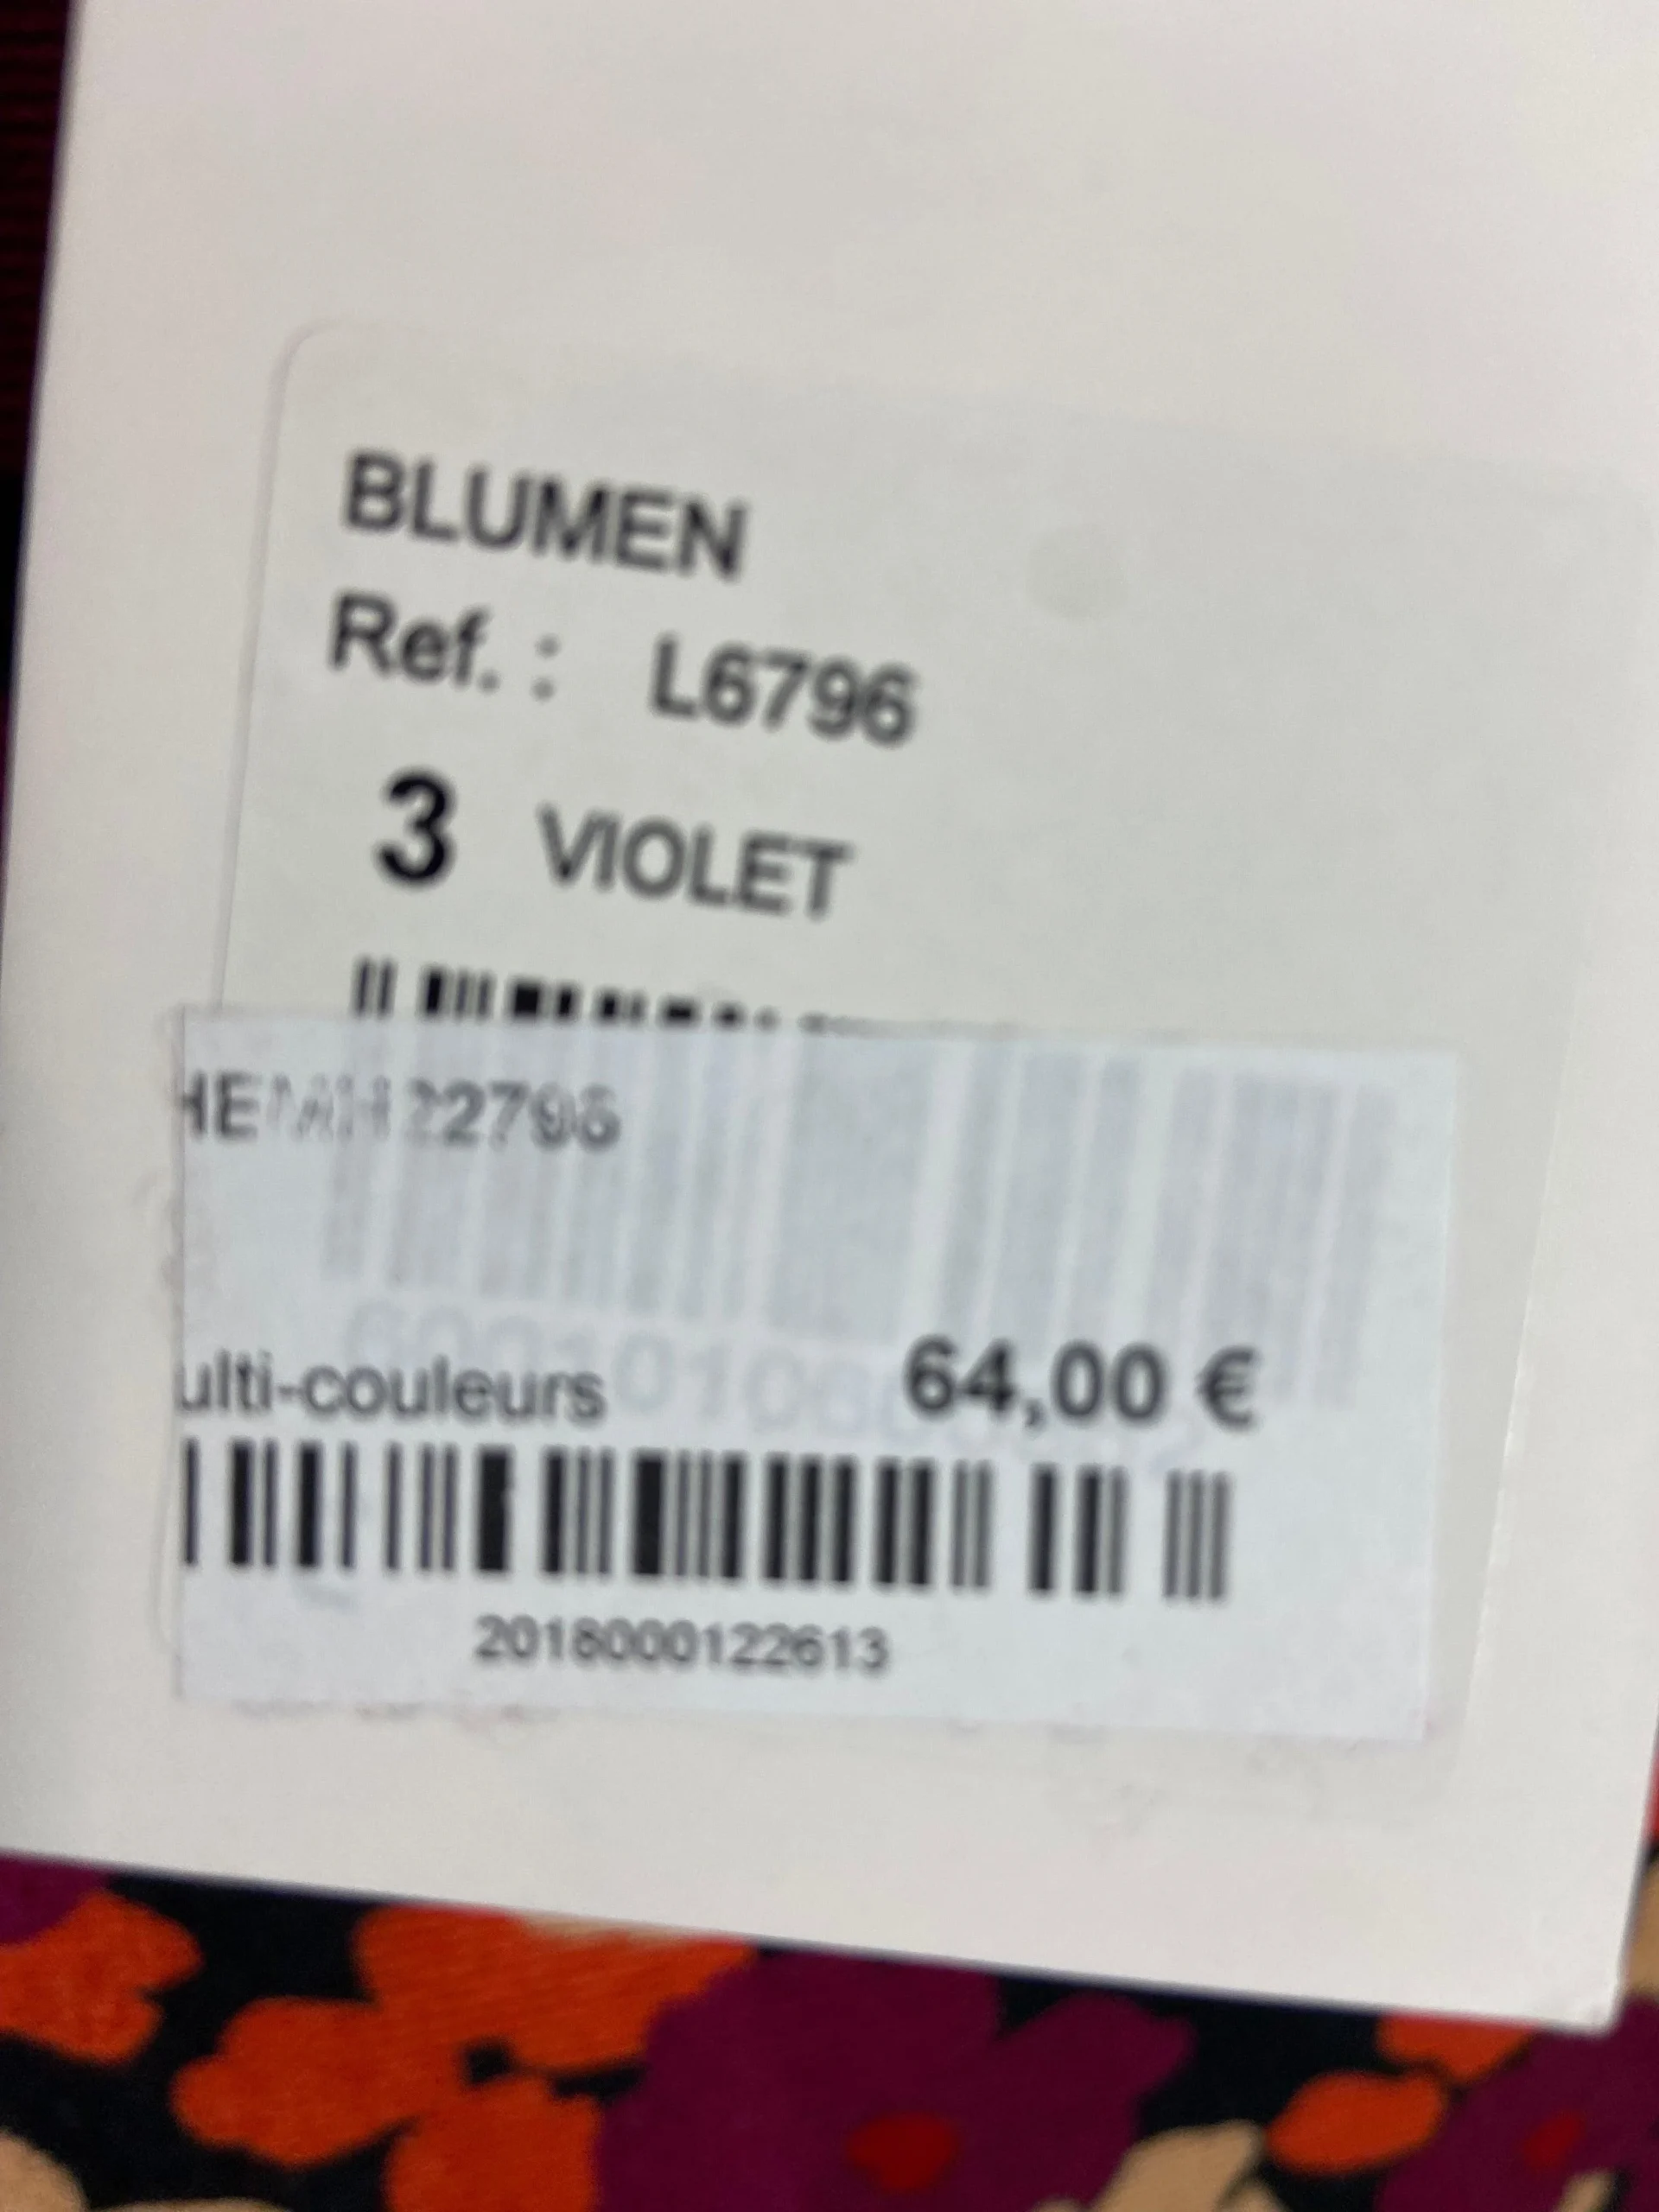 BLUMEN
Ref. : L6796
3 VIOLET
ulti-couleurs 64,00 €
2018000122613